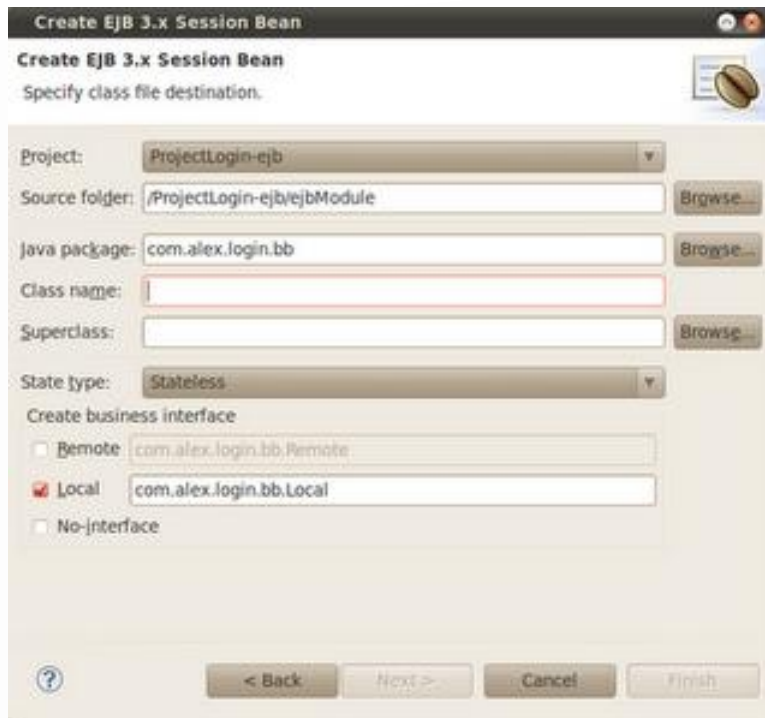 Create EJB 3.x Session Bean
Create EJB 3.x Session Bean
Specify class file destination.
Project: ProjectLogin-ejb
Source folder: /ProjectLogin-ejb/ejbModule Browse...
Java package: com.alex.login.bb Browse...
Class name:
Superclass: Browse...
State type: Stateless
Create business interface
Remote com.alex.login.bb.Remote
Local com.alex.login.bb.Local
No-interface
? < Back Next > Cancel Finish